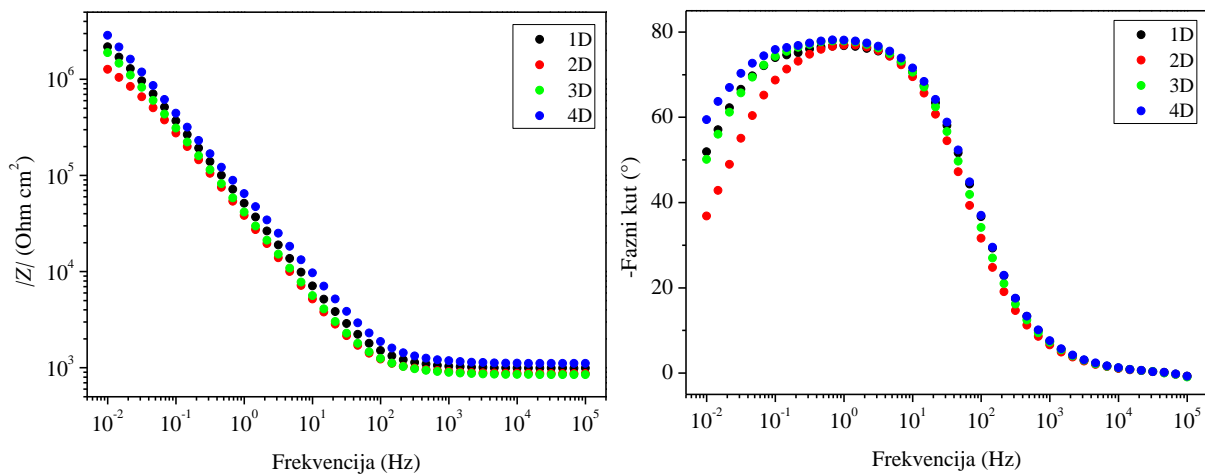 /Z/ (Ohm cm²)
10⁶
10⁵
10⁴
10³
1D
2D
3D
4D
10⁻² 10⁻¹ 10⁰ 10¹ 10² 10³ 10⁴ 10⁵
Frekvencija (Hz)
-Fazni kut (°)
80
60
40
20
0
1D
2D
3D
4D
10⁻² 10⁻¹ 10⁰ 10¹ 10² 10³ 10⁴ 10⁵
Frekvencija (Hz)